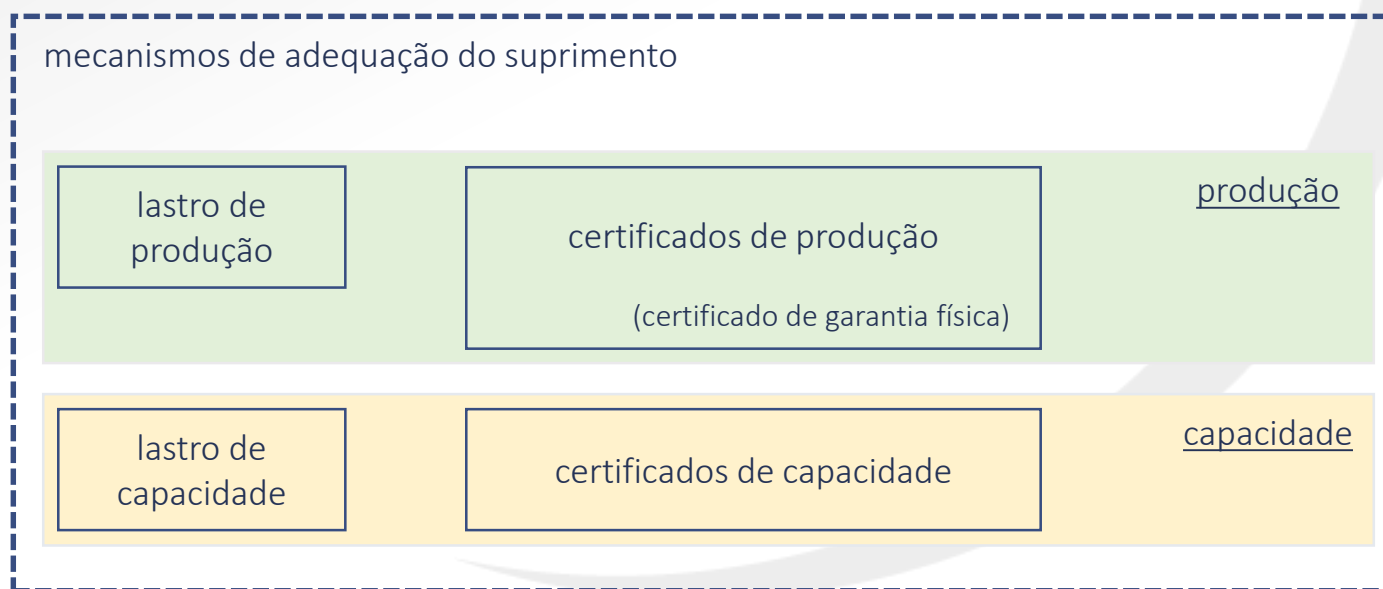 mecanismos de adequação do suprimento
lastro de
produção
certificados de produção
(certificado de garantia física)
produção
lastro de
capacidade
certificados de capacidade
capacidade